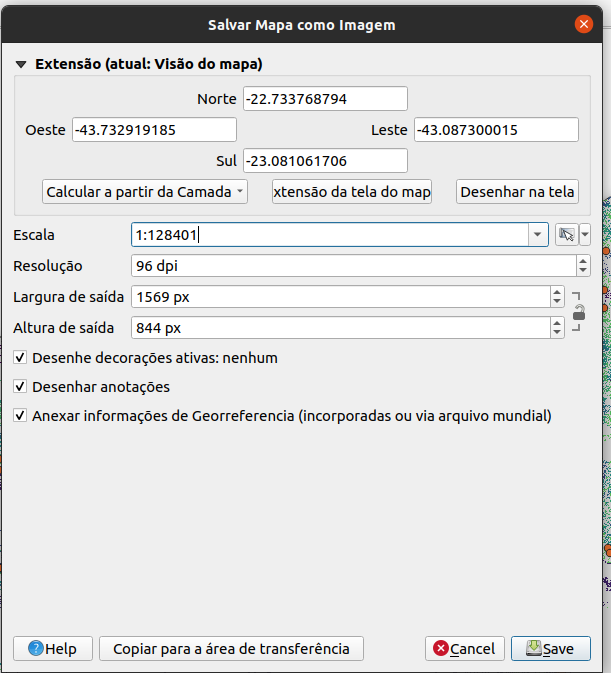 Salvar Mapa como Imagem
Extensão (atual: Visão do mapa)
Norte -22.733768794
Oeste -43.732919185 Leste -43.087300015
Sul -23.081061706
Calcular a partir da Camada xtensão da tela do map Desenhar na tela
Escala 1:128401
Resolução 96 dpi
Largura de saída 1569 px
Altura de saída 844 px
Desenhe decorações ativas: nenhum
Desenhar anotações
Anexar informações de Georreferencia (incorporadas ou via arquivo mundial)
Help Copiar para a área de transferência Cancel Save